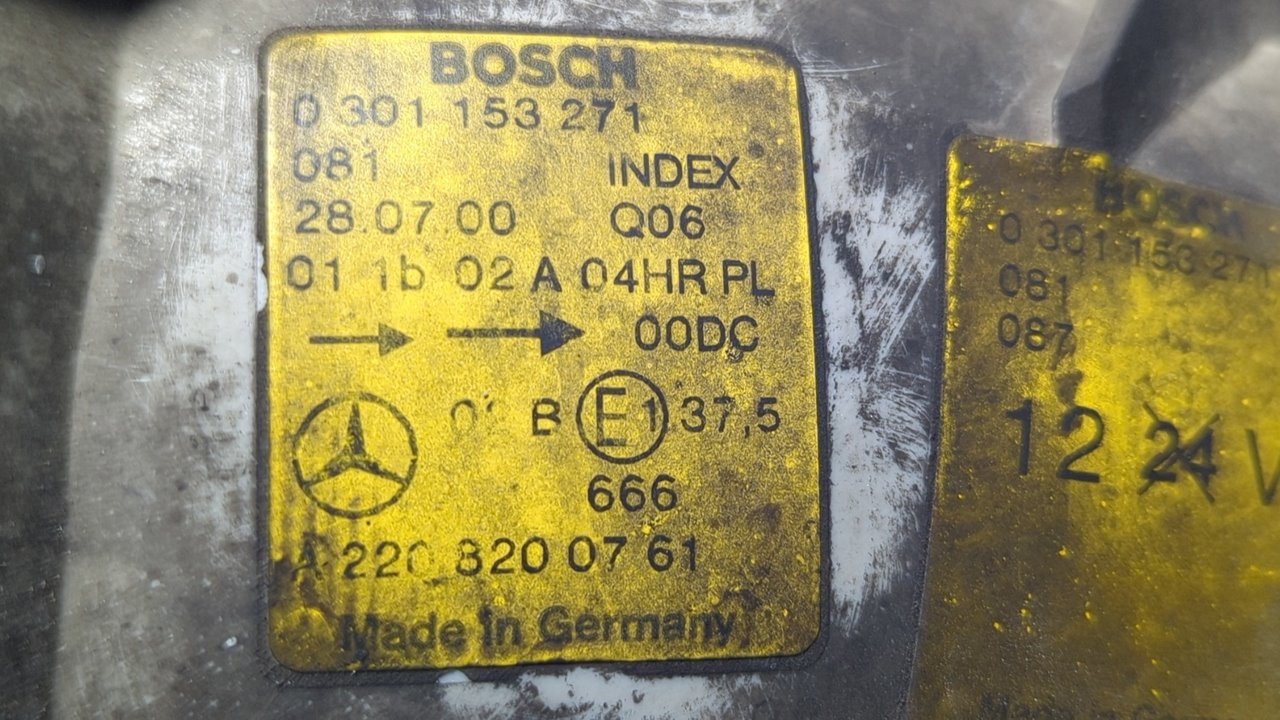 BOSCH
0 301 153 271
081 INDEX
28.07.00 Q06
01 1b 02 A 04HR PL
00DC
B E1 37,5
666
A 220 820 07 61
Made in Germany
BOSCH
0 301 153 271
081
087
12 24 V